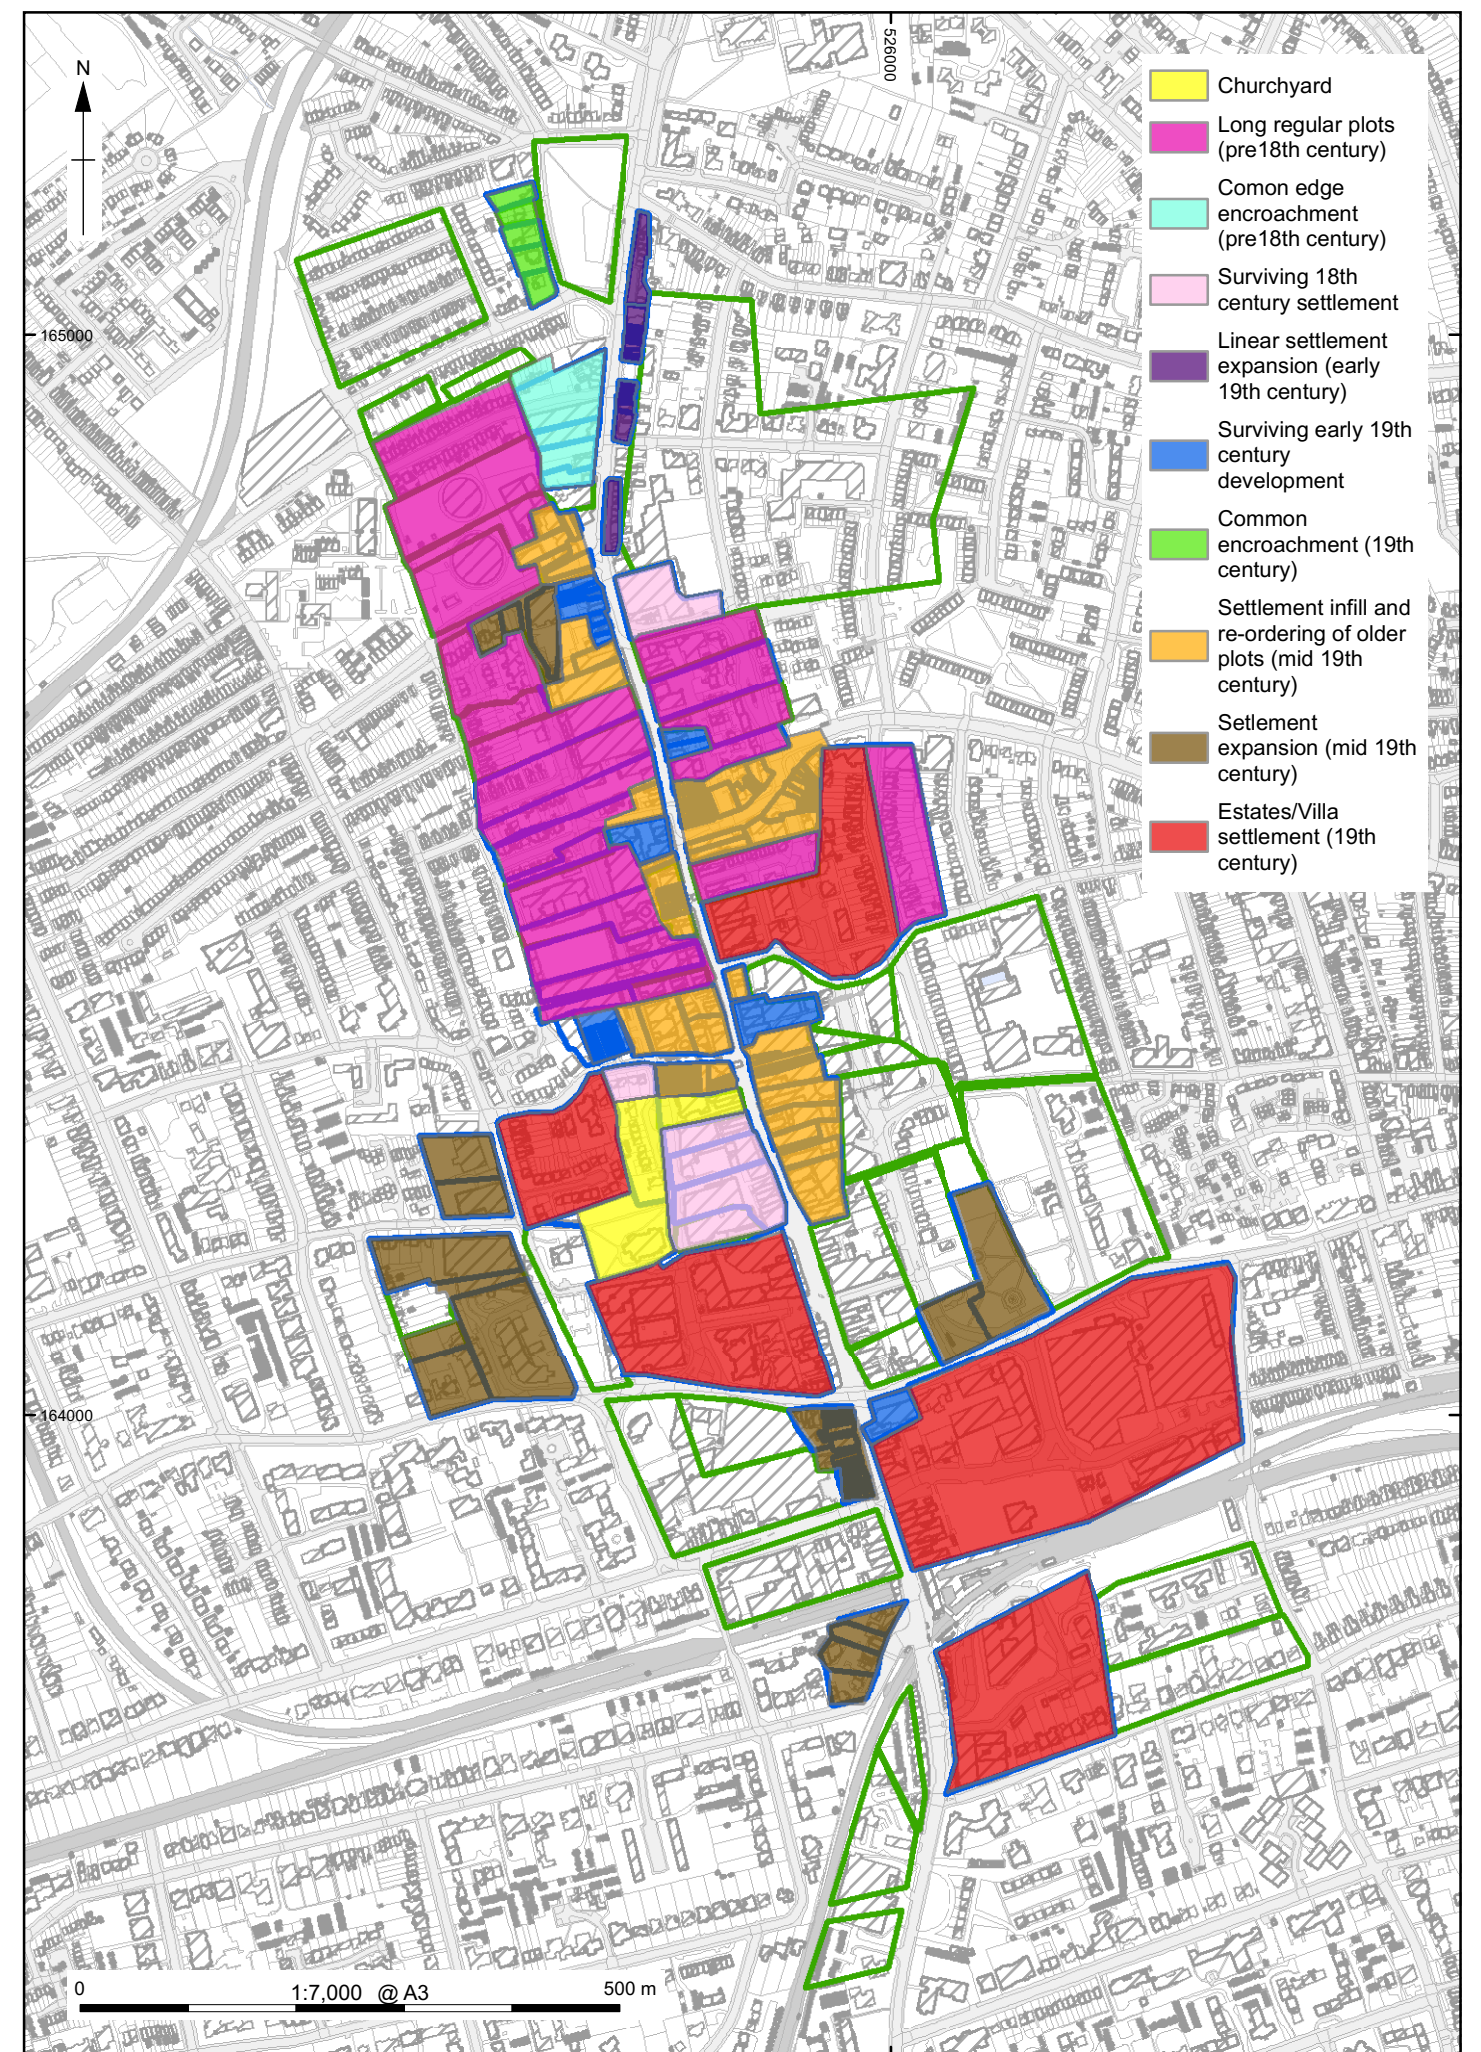 N
526000
165000
164000
Churchyard
Long regular plots
(pre18th century)
Comon edge
encroachment
(pre18th century)
Surviving 18th
century settlement
Linear settlement
expansion (early
19th century)
Surviving early 19th
century
development
Common
encroachment (19th
century)
Settlement infill and
re-ordering of older
plots (mid 19th
century)
Setlement
expansion (mid 19th
century)
Estates/Villa
settlement (19th
century)
0
1:7,000 @ A3
500 m